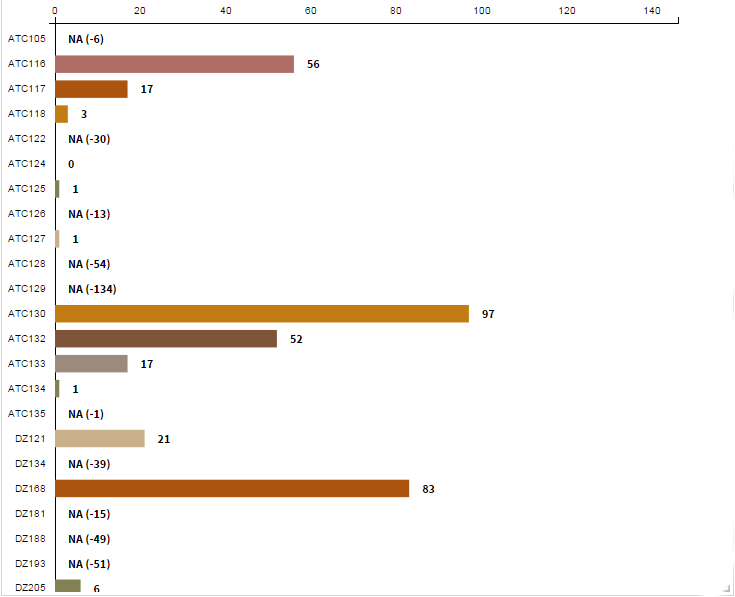 0 20 40 60 80 100 120 140
ATC105 NA (-6)
ATC116 56
ATC117 17
ATC118 3
ATC122 NA (-30)
ATC124 0
ATC125 1
ATC126 NA (-13)
ATC127 1
ATC128 NA (-54)
ATC129 NA (-134)
ATC130 97
ATC132 52
ATC133 17
ATC134 1
ATC135 NA (-1)
DZ121 21
DZ134 NA (-39)
DZ168 83
DZ181 NA (-15)
DZ188 NA (-49)
DZ193 NA (-51)
DZ205 6